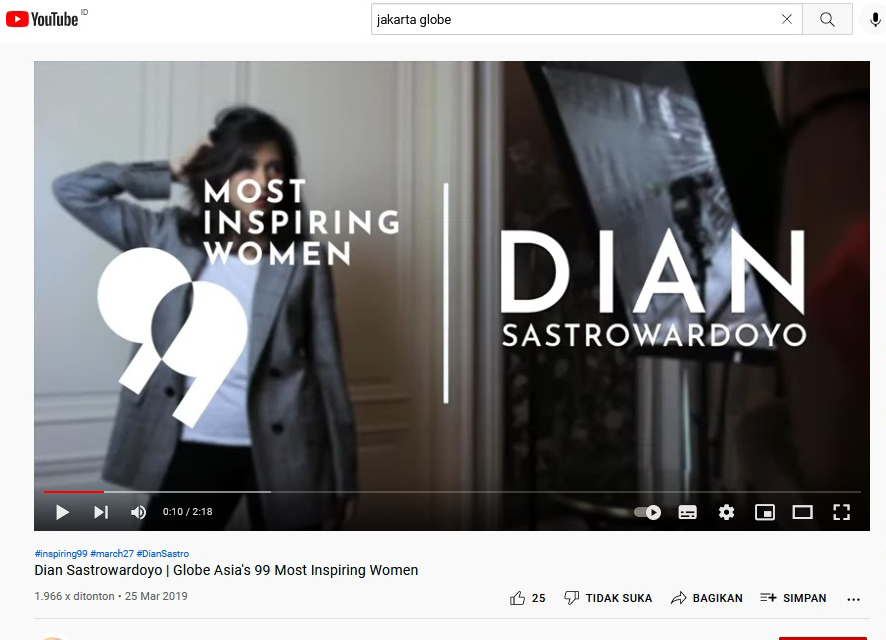 YouTube ID
jakarta globe
MOST
INSPIRING
WOMEN
99
DIAN
SASTROWARDOYO
0:10 / 2:18
#inspiring99 #march27 #DianSastro
Dian Sastrowardoyo | Globe Asia's 99 Most Inspiring Women
1.966 x ditonton • 25 Mar 2019
25
TIDAK SUKA
BAGIKAN
SIMPAN